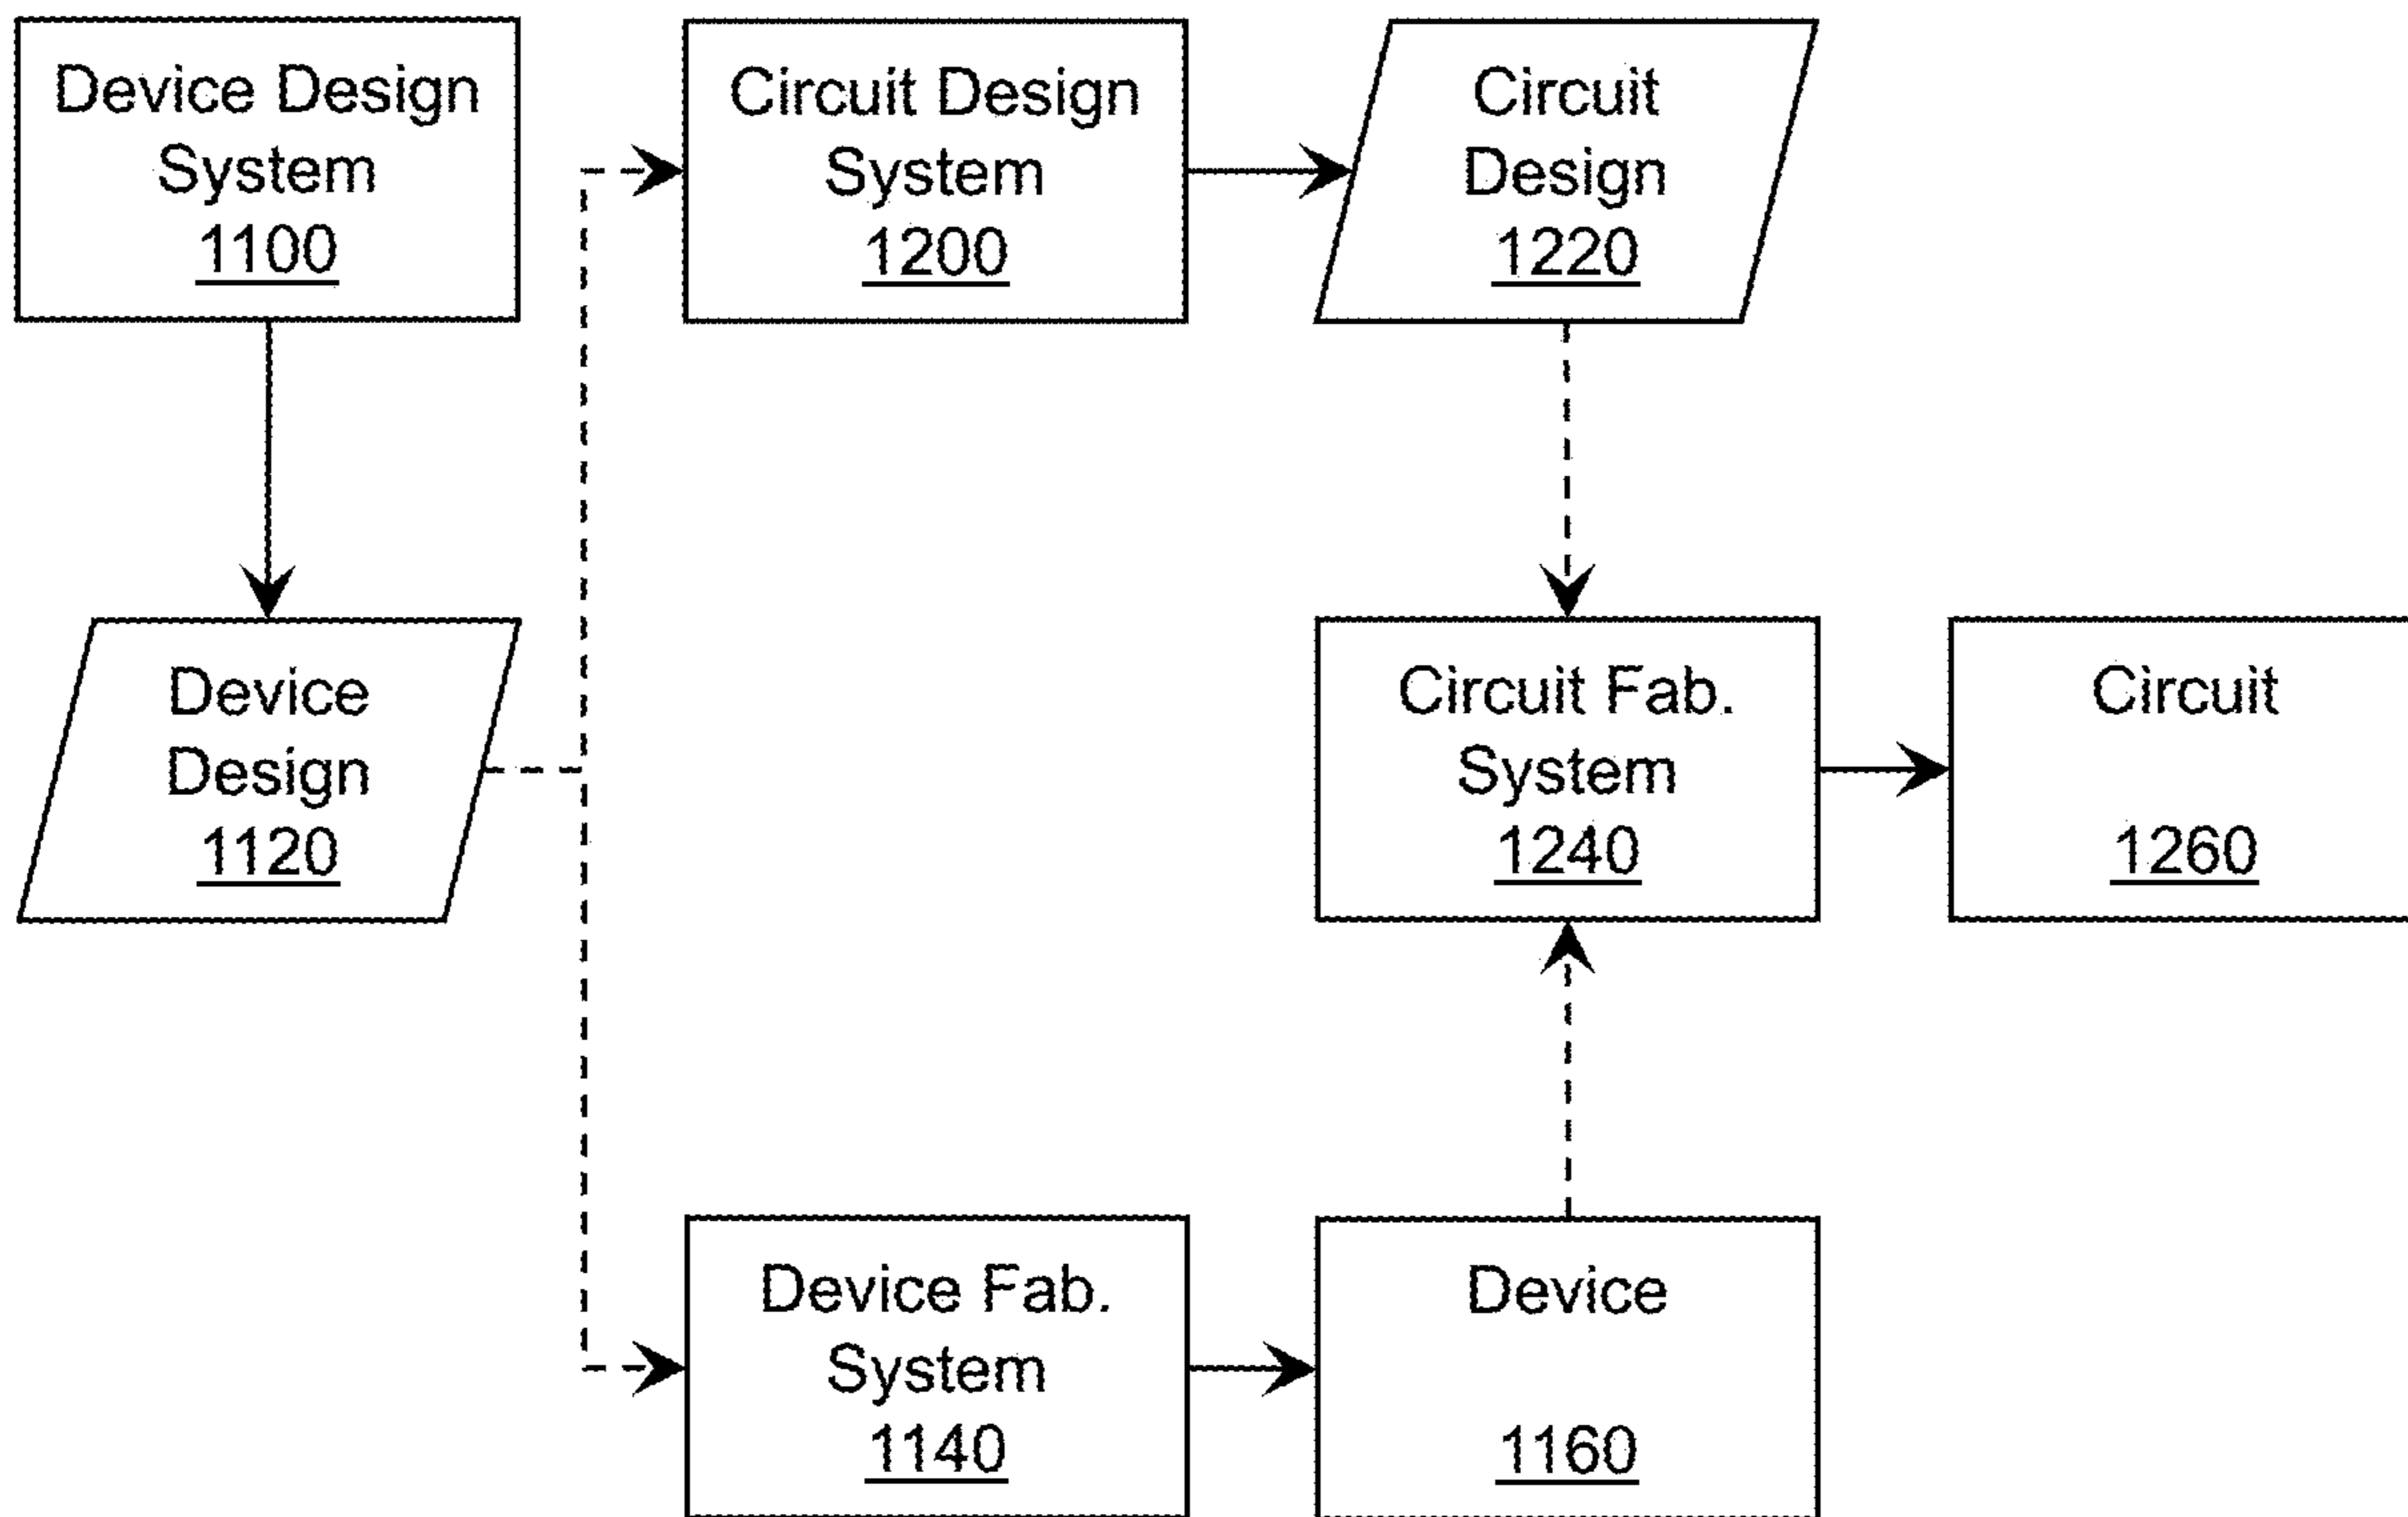 Device Design
System
1100
Circuit Design
System
1200
Circuit
Design
1220
Device
Design
1120
Circuit Fab.
System
1240
Circuit
1260
Device Fab.
System
1140
Device
1160